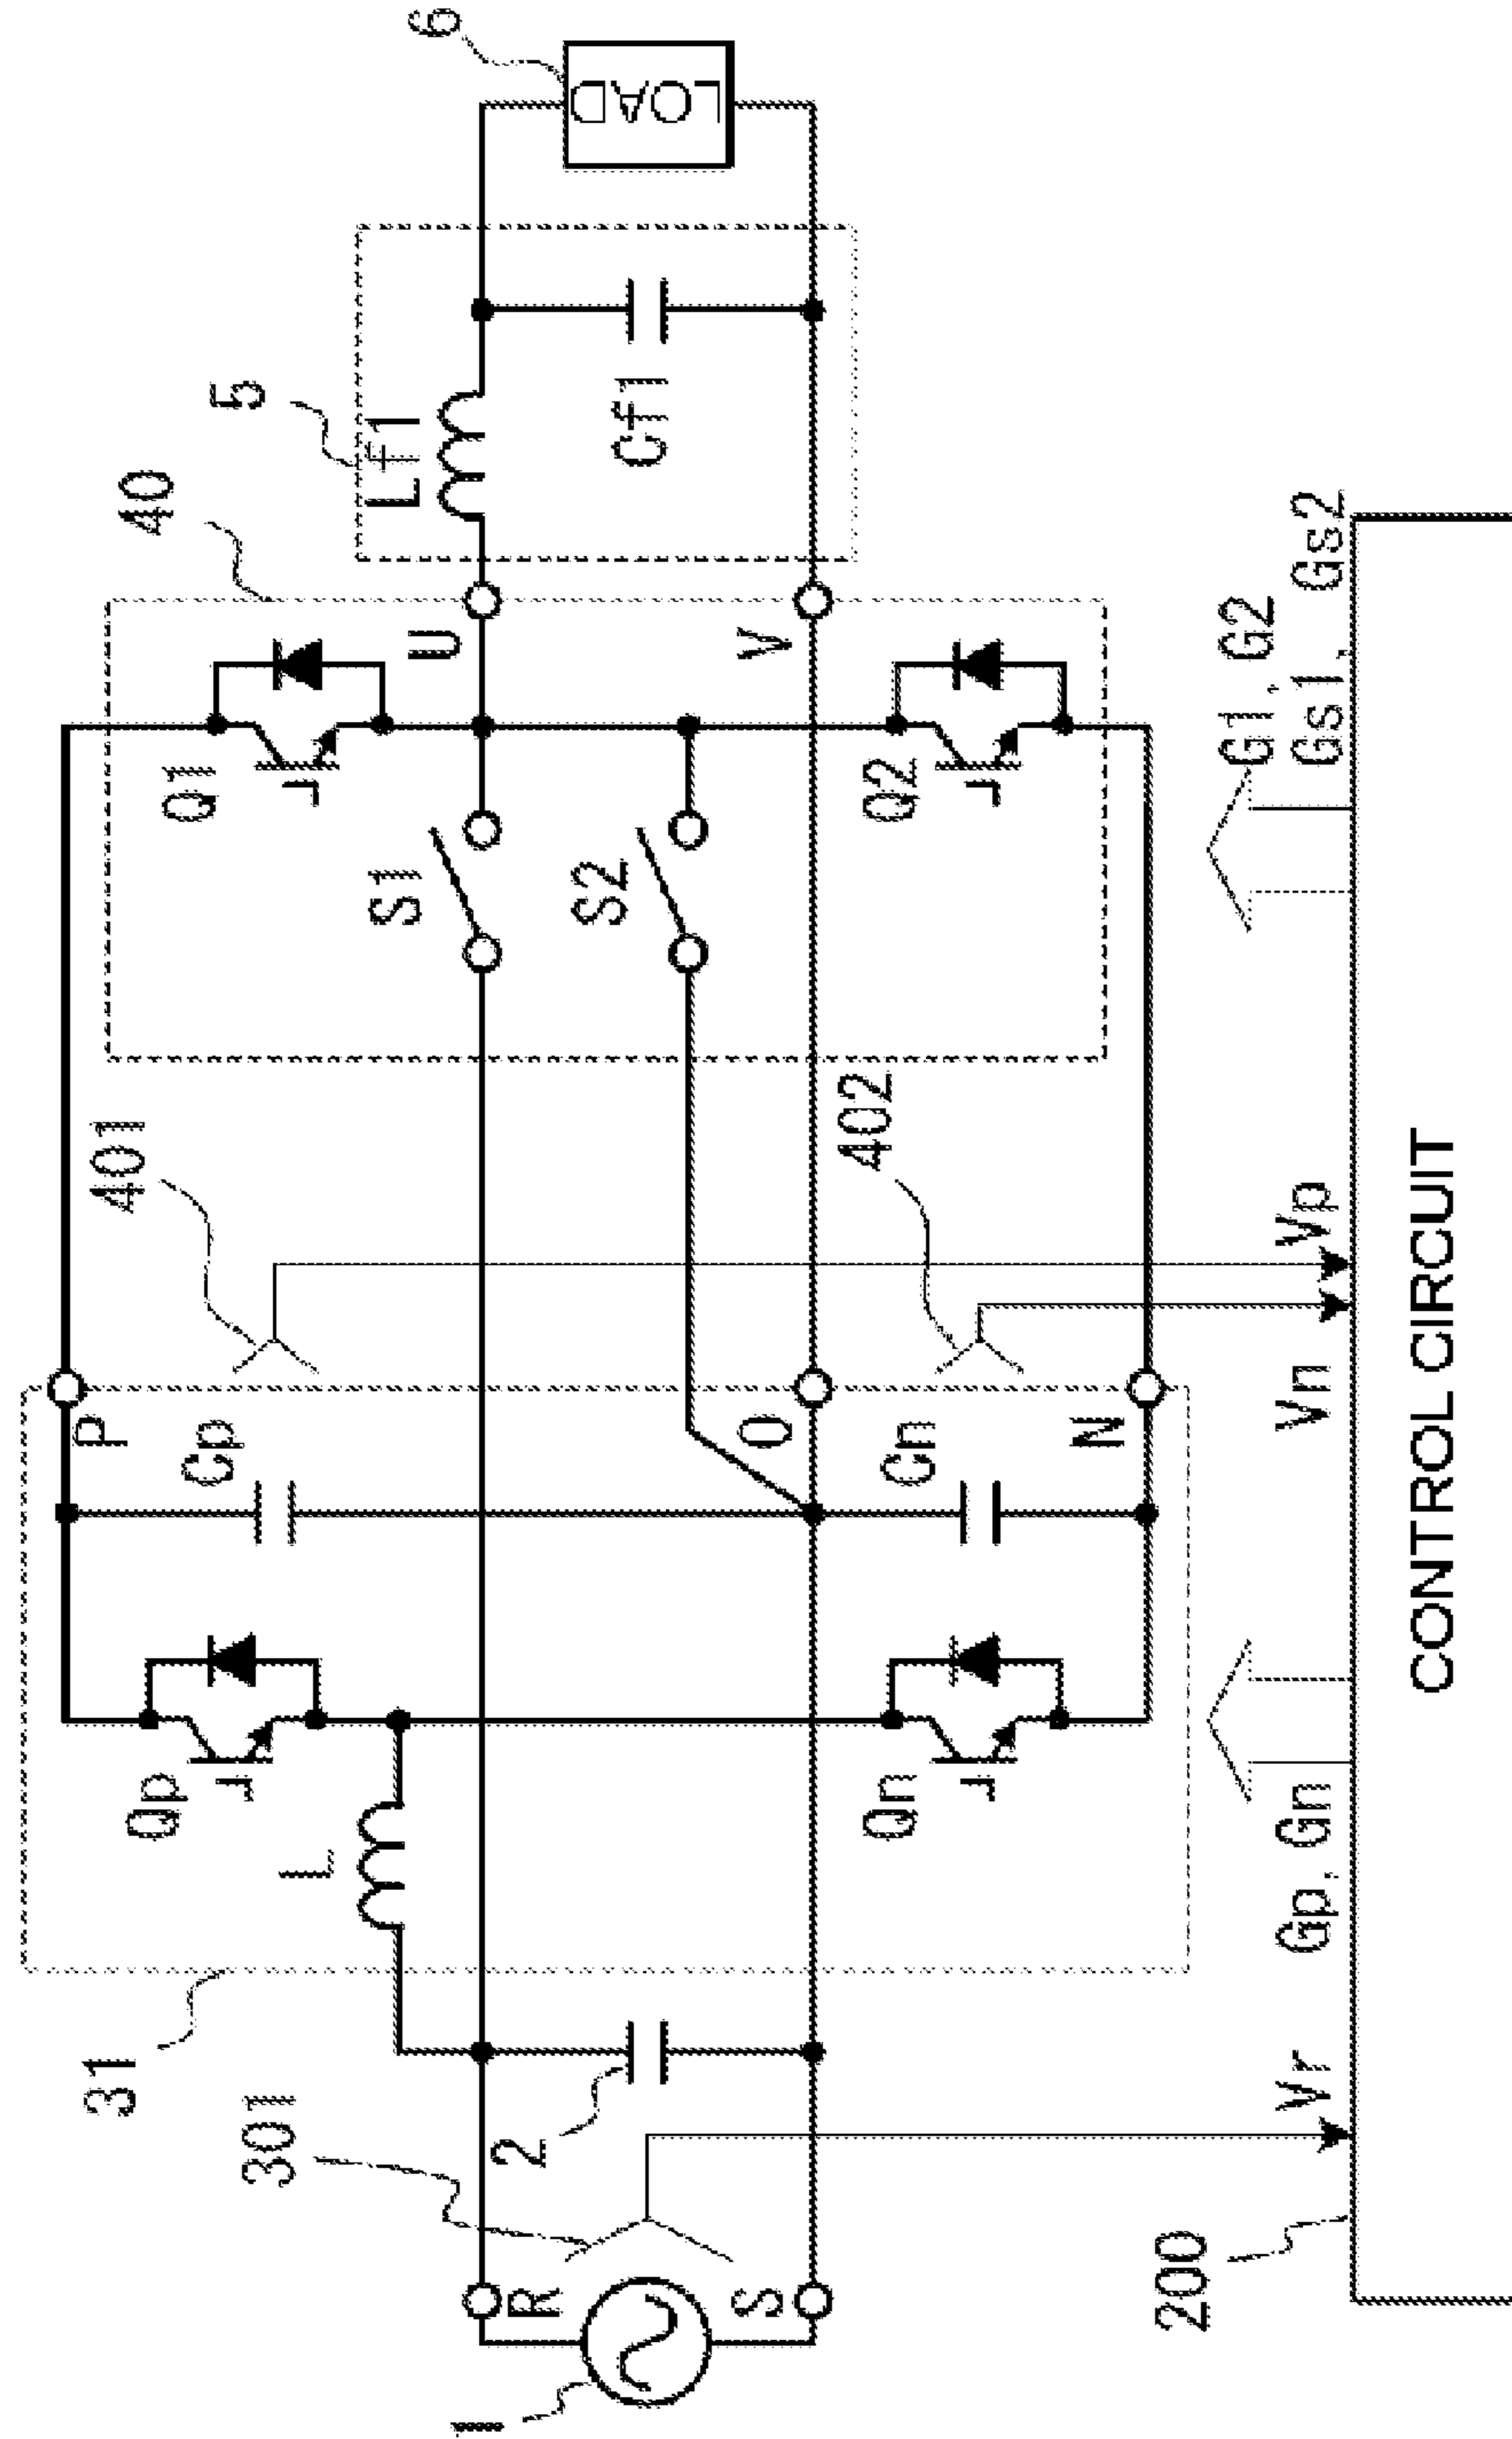 31
401
40
5
6
P
Cp
Qp
L
Q1
Lf1
LOAD
301
S1
U
2
R
1
S2
Cf1
S
O
V
402
Qn
Cn
Q2
N
200
Vr
Gp, Gn
Vn
Vp
G1, G2
Gs1, Gs2
CONTROL CIRCUIT